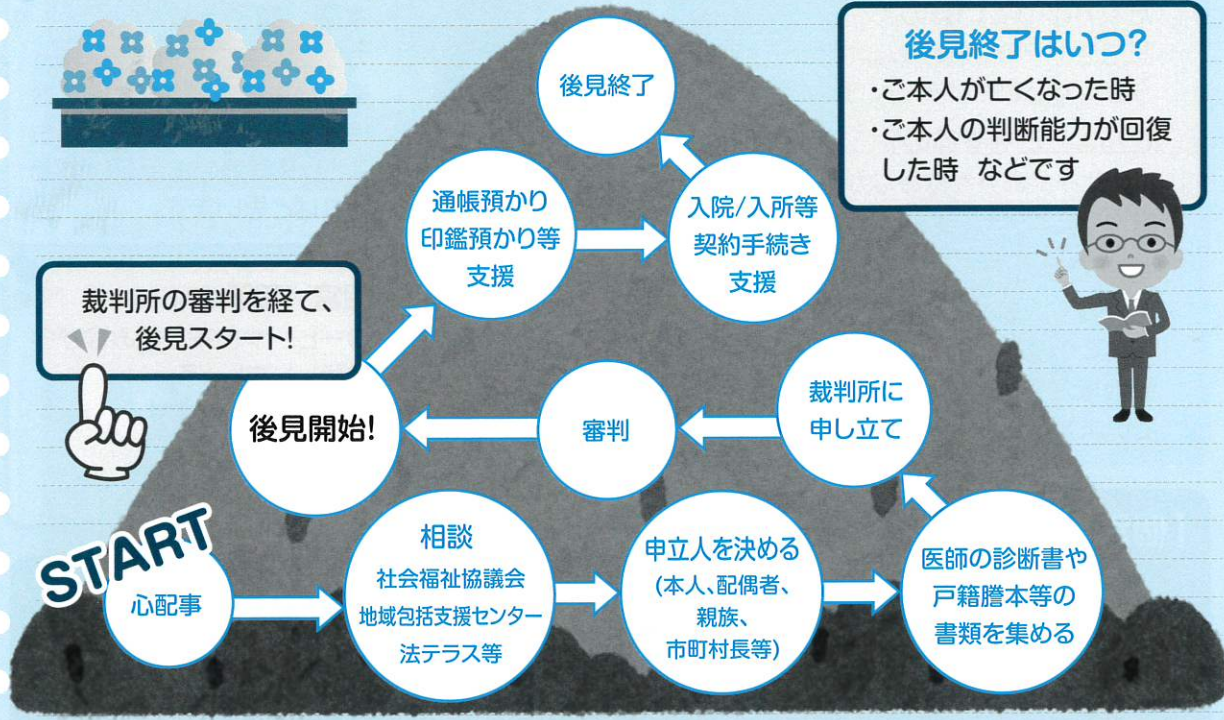 START
心配事
相談
社会福祉協議会
地域包括支援センター
法テラス等
申立人を決める
(本人、配偶者、
親族、
市町村長等)
医師の診断書や
戸籍謄本等の
書類を集める
裁判所に
申し立て
審判
後見開始!
裁判所の審判を経て、
後見スタート!
通帳預かり
印鑑預かり等
支援
入院/入所等
契約手続き
支援
後見終了
後見終了はいつ?
・ご本人が亡くなった時
・ご本人の判断能力が回復
した時 などです